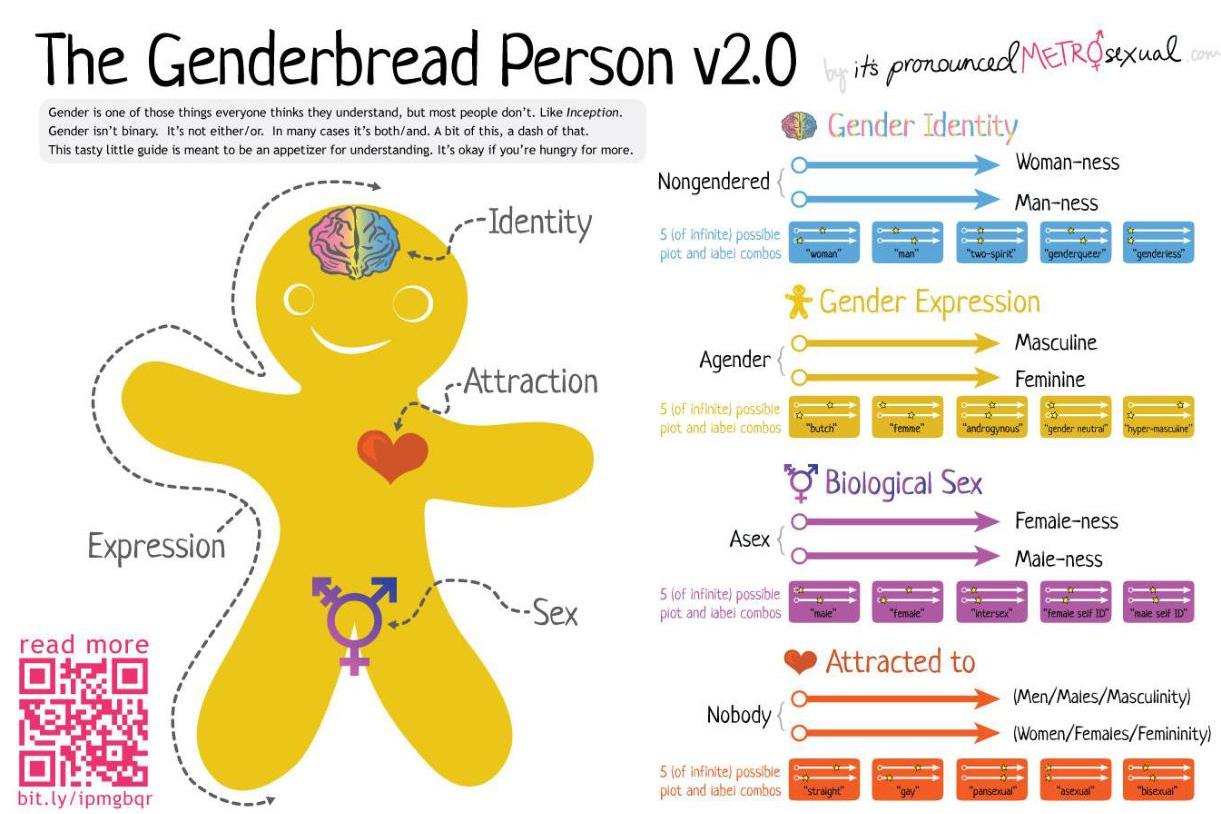 The Genderbread Person v2.0
by it's pronounced METROsexual.com
Gender is one of those things everyone thinks they understand, but most people don't. Like Inception.
Gender isn't binary. It's not either/or. In many cases it's both/and. A bit of this, a dash of that.
This tasty little guide is meant to be an appetizer for understanding. It's okay if you're hungry for more.
Identity
Attraction
Expression
Sex
read more
bit.ly/ipmgbqr
Gender Identity
Nongendered
Woman-ness
Man-ness
5 (of infinite) possible
plot and label combos
"woman"
"man"
"two-spirit"
"genderqueer"
"genderless"
Gender Expression
Agender
Masculine
Feminine
5 (of infinite) possible
plot and label combos
"butch"
"femme"
"androgynous"
"gender neutral"
"hyper-masculine"
Biological Sex
Asex
Female-ness
Male-ness
5 (of infinite) possible
plot and label combos
"male"
"female"
"intersex"
"female self ID"
"male self ID"
Attracted to
Nobody
(Men/Males/Masculinity)
(Women/Females/Femininity)
5 (of infinite) possible
plot and label combos
"straight"
"gay"
"pansexual"
"asexual"
"bisexual"